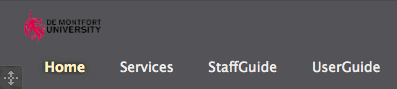 DE MONTFORT
UNIVERSITY
Home Services StaffGuide UserGuide